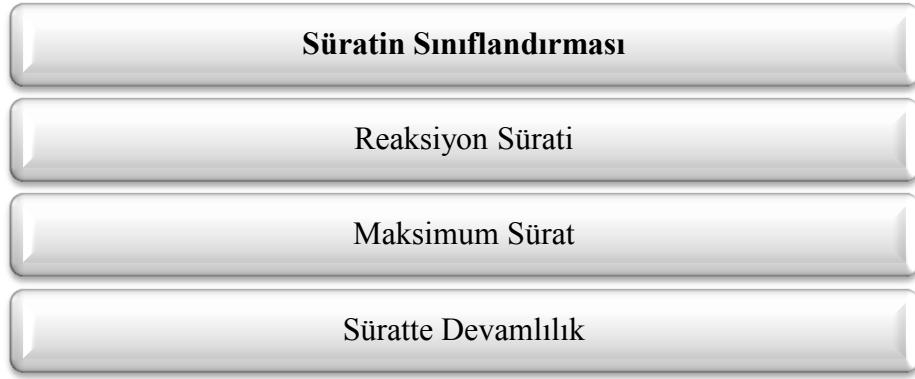 Süratin Sınıflandırması
Reaksiyon Sürati
Maksimum Sürat
Süratte Devamlılık